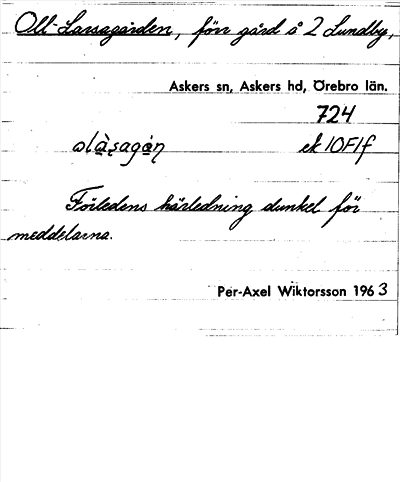 Oll-Larsagården, förr gård å 2 Lundby,
Askers sn, Askers hd, Örebro län.
724
ek 10F1f
Förledens härledning dunkel för
meddelarna.
Per-Axel Wiktorsson 1963